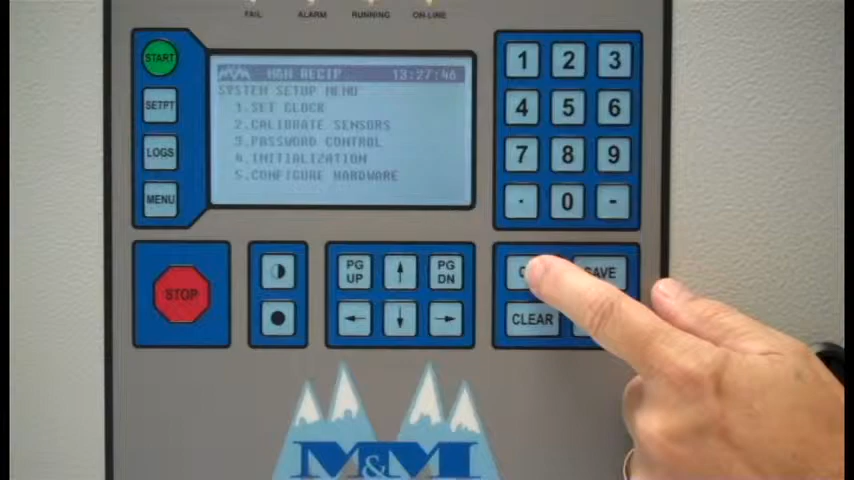 FAIL ALARM RUNNING ON-LINE
START
SETPT
LOGS
MENU
M&M M&M RECIP 13:27:46
SYSTEM SETUP MENU
1.SET CLOCK
2.CALIBRATE SENSORS
3.PASSWORD CONTROL
4.INITIALIZATION
5.CONFIGURE HARDWARE
1 2 3
4 5 6
7 8 9
. 0 -
STOP
PG UP
PG DN
SAVE
CLEAR
M&M